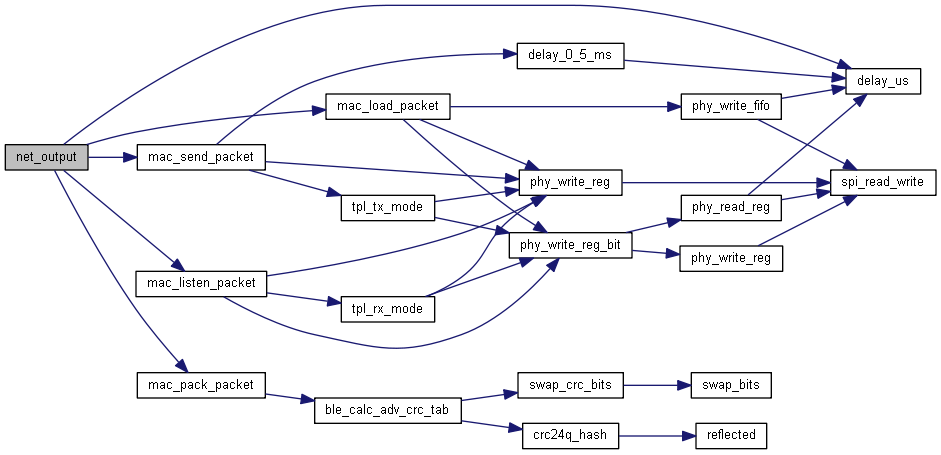 delay_0_5_ms
delay_us
mac_load_packet
phy_write_fifo
net_output
mac_send_packet
phy_write_reg
spi_read_write
tpl_tx_mode
phy_read_reg
phy_write_reg_bit
phy_write_reg
mac_listen_packet
tpl_rx_mode
mac_pack_packet
swap_crc_bits
swap_bits
ble_calc_adv_crc_tab
crc24q_hash
reflected